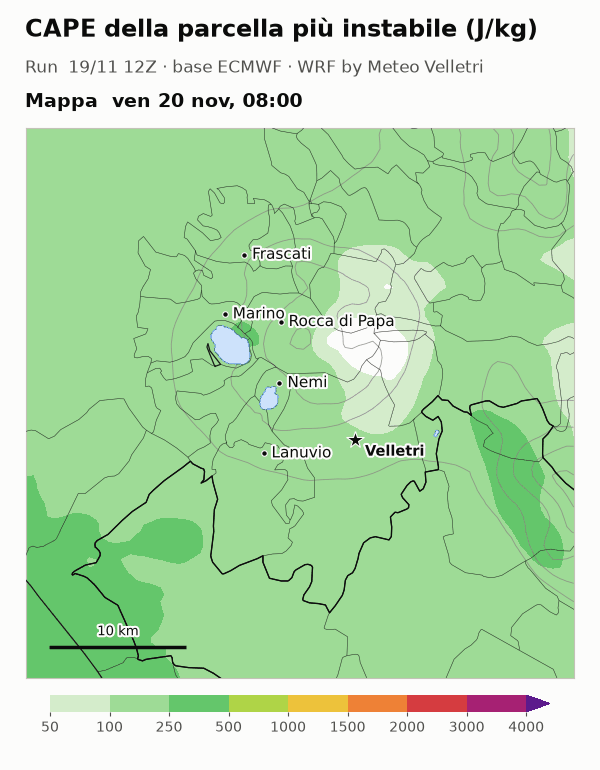 CAPE della parcella più instabile (J/kg)
Run  19/11 12Z · base ECMWF · WRF by Meteo Velletri
Mappa  ven 20 nov, 08:00
Frascati
Marino
Rocca di Papa
Nemi
Velletri
Lanuvio
10 km
50 100 250 500 1000 1500 2000 3000 4000